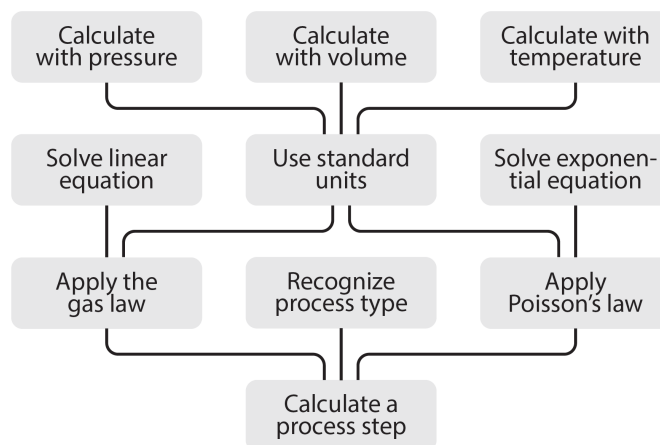 Calculate
with pressure
Calculate
with volume
Calculate with
temperature
Solve linear
equation
Use standard
units
Solve exponen-
tial equation
Apply the
gas law
Recognize
process type
Apply
Poisson's law
Calculate a
process step